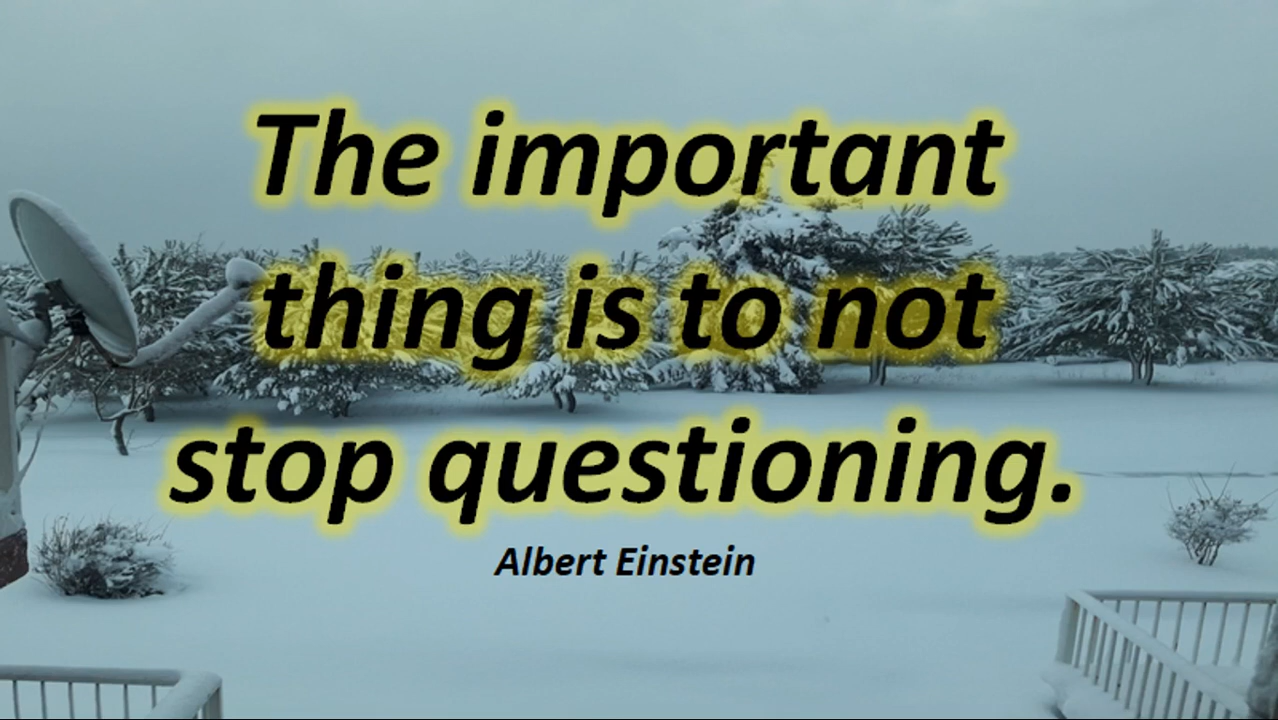 The important
thing is to not
stop questioning.
Albert Einstein